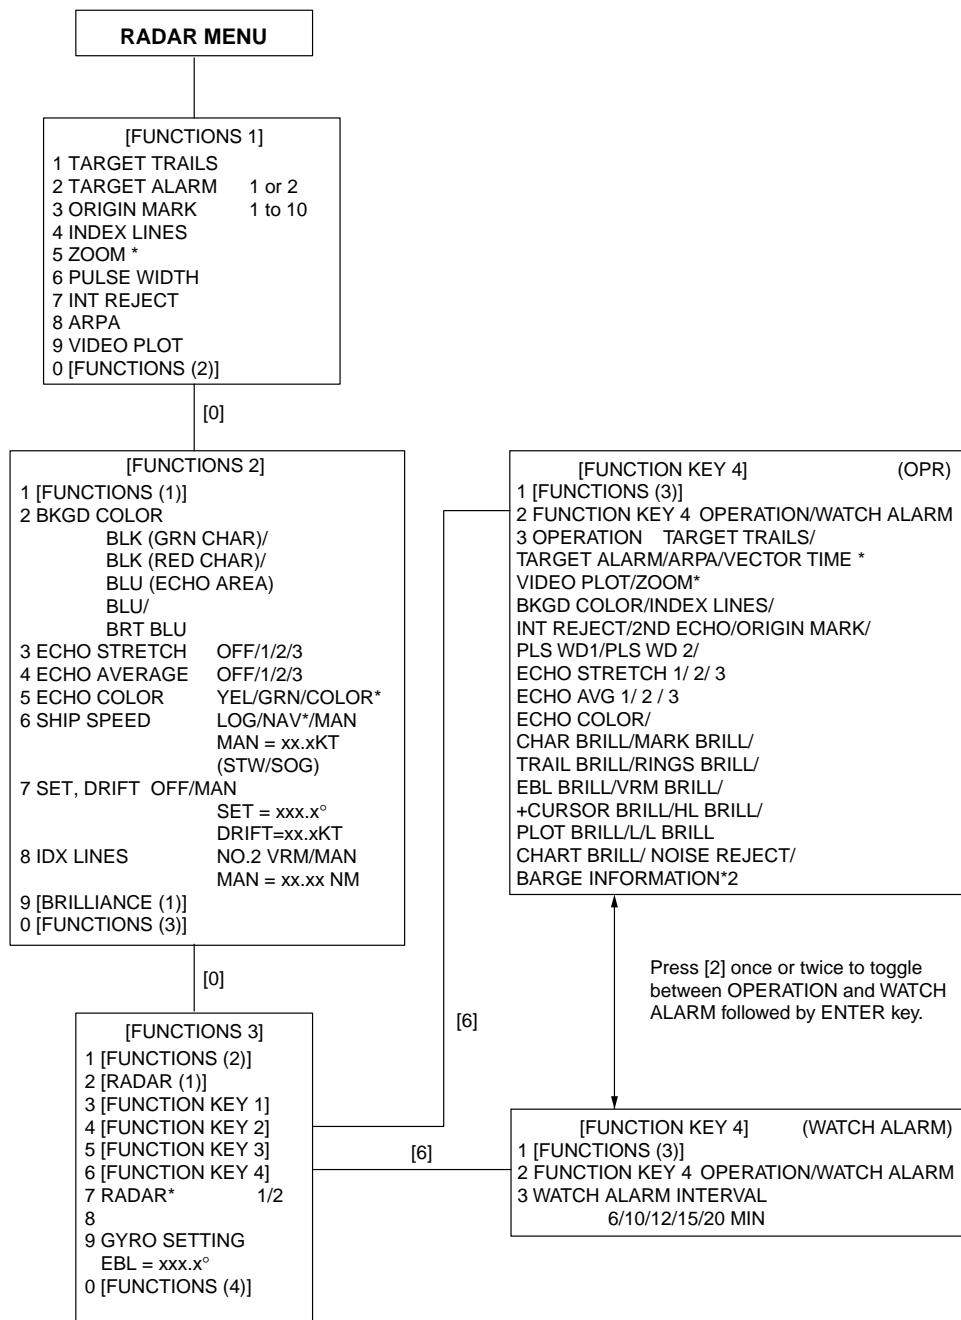 RADAR MENU
[FUNCTIONS 1]
1 TARGET TRAILS
2 TARGET ALARM 1 or 2
3 ORIGIN MARK 1 to 10
4 INDEX LINES
5 ZOOM *
6 PULSE WIDTH
7 INT REJECT
8 ARPA
9 VIDEO PLOT
0 [FUNCTIONS (2)]
[0]
[FUNCTIONS 2]
1 [FUNCTIONS (1)]
2 BKGD COLOR
BLK (GRN CHAR)/
BLK (RED CHAR)/
BLU (ECHO AREA)
BLU/
BRT BLU
3 ECHO STRETCH OFF/1/2/3
4 ECHO AVERAGE OFF/1/2/3
5 ECHO COLOR YEL/GRN/COLOR*
6 SHIP SPEED LOG/NAV*/MAN
MAN = xx.xKT
(STW/SOG)
7 SET, DRIFT OFF/MAN
SET = xxx.x°
DRIFT=xx.xKT
8 IDX LINES NO.2 VRM/MAN
MAN = xx.xx NM
9 [BRILLIANCE (1)]
0 [FUNCTIONS (3)]
[0]
[FUNCTIONS 3]
1 [FUNCTIONS (2)]
2 [RADAR (1)]
3 [FUNCTION KEY 1]
4 [FUNCTION KEY 2]
5 [FUNCTION KEY 3]
6 [FUNCTION KEY 4]
7 RADAR* 1/2
8
9 GYRO SETTING
EBL = xxx.x°
0 [FUNCTIONS (4)]
[6]
[6]
[FUNCTION KEY 4] (OPR)
1 [FUNCTIONS (3)]
2 FUNCTION KEY 4 OPERATION/WATCH ALARM
3 OPERATION TARGET TRAILS/
TARGET ALARM/ARPA/VECTOR TIME *
VIDEO PLOT/ZOOM*
BKGD COLOR/INDEX LINES/
INT REJECT/2ND ECHO/ORIGIN MARK/
PLS WD1/PLS WD 2/
ECHO STRETCH 1/ 2/ 3
ECHO AVG 1/ 2 / 3
ECHO COLOR/
CHAR BRILL/MARK BRILL/
TRAIL BRILL/RINGS BRILL/
EBL BRILL/VRM BRILL/
+CURSOR BRILL/HL BRILL/
PLOT BRILL/L/L BRILL
CHART BRILL/ NOISE REJECT/
BARGE INFORMATION*2
Press [2] once or twice to toggle
between OPERATION and WATCH
ALARM followed by ENTER key.
[FUNCTION KEY 4] (WATCH ALARM)
1 [FUNCTIONS (3)]
2 FUNCTION KEY 4 OPERATION/WATCH ALARM
3 WATCH ALARM INTERVAL
6/10/12/15/20 MIN